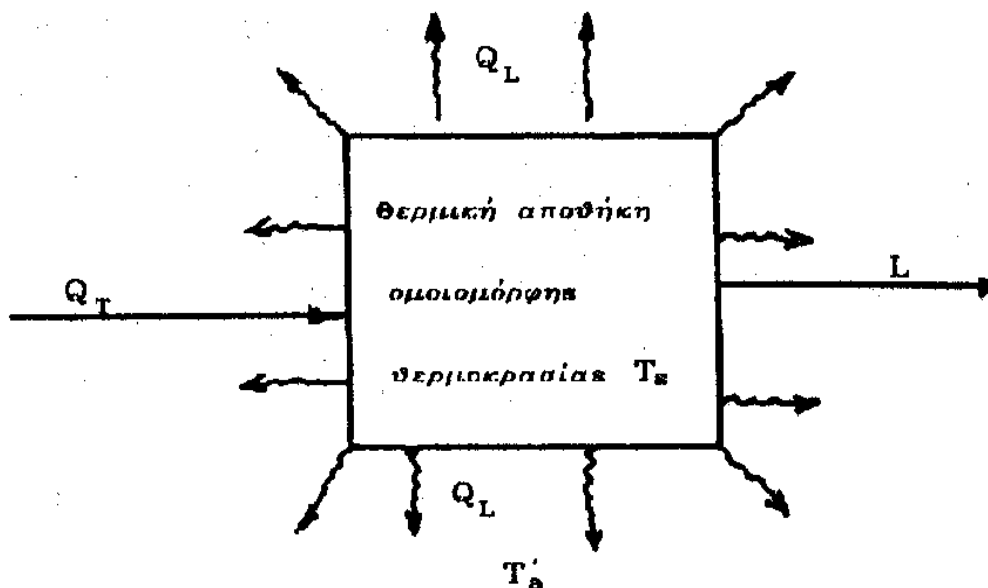 Q_L
Θερμική αποθήκη
L
Q_T
ομοιομόρφης
θερμοκρασίας T_s
Q_L
T'_a